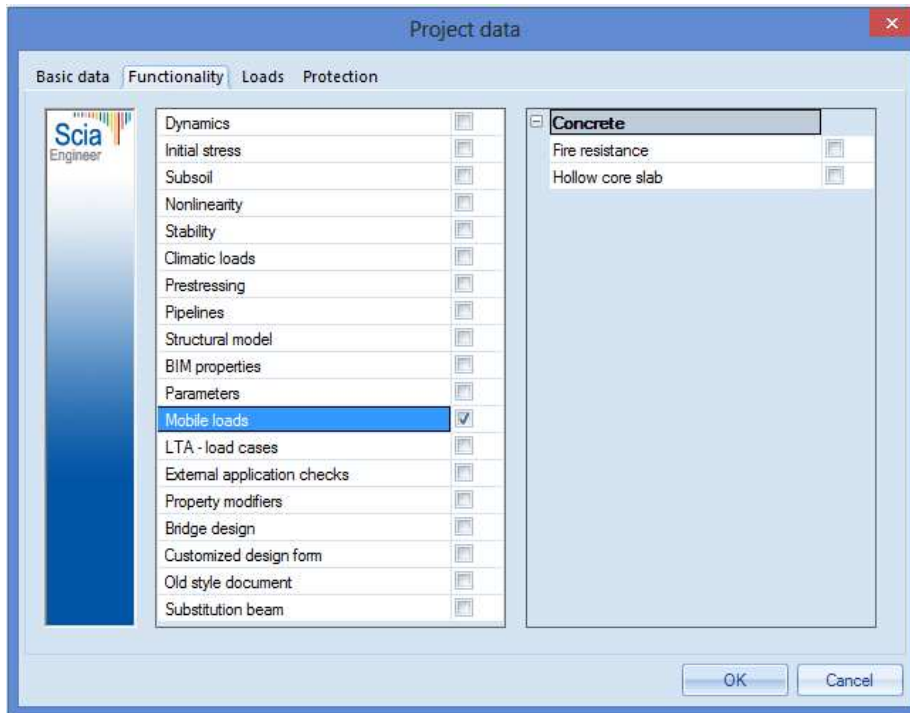 Project data
Basic data Functionality Loads Protection
Scia
Engineer
Dynamics
Initial stress
Subsoil
Nonlinearity
Stability
Climatic loads
Prestressing
Pipelines
Structural model
BIM properties
Parameters
Mobile loads
LTA - load cases
External application checks
Property modifiers
Bridge design
Customized design form
Old style document
Substitution beam
Concrete
Fire resistance
Hollow core slab
OK Cancel